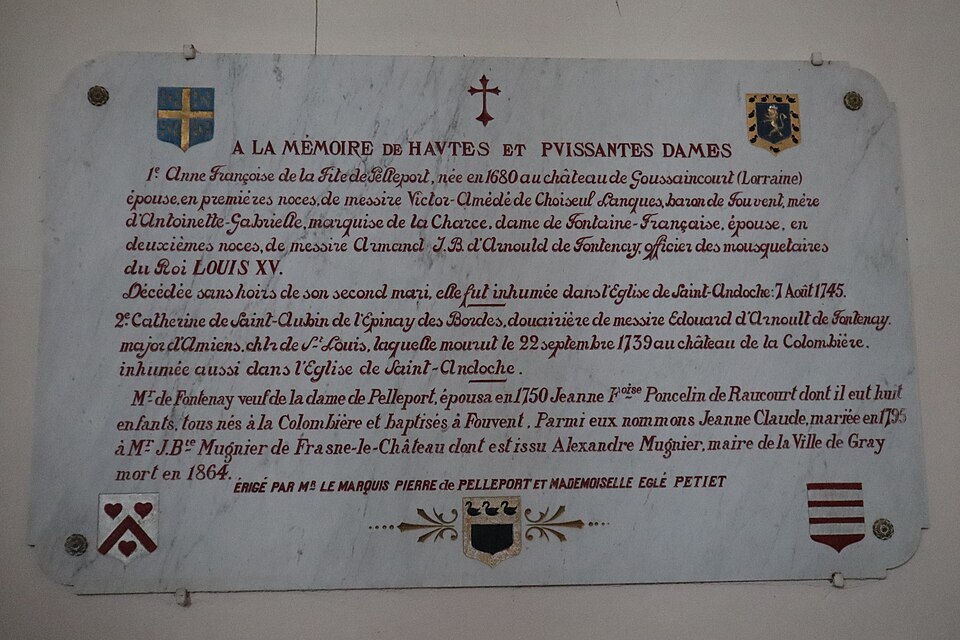 A LA MÉMOIRE DE HAVTES ET PVISSANTES DAMES
1º Anne Françoise de la Fite de Pelleport, née en 1680 au château de Goussaincourt (Lorraine)
épouse, en premières noces, de messire Victor-Amédé de Choiseul Lanques, baron de Fouvent, mère
d'Antoinette-Gabrielle, marquise de la Charce, dame de Fontaine-Française, épouse, en
deuxièmes noces, de messire Armand J.B. d'Arnould de Fontenay, officier des mousquetaires
du Roi LOUIS XV.
Décédée sans hoirs de son second mari, elle fut inhumée dans l'Eglise de Saint-Andoche: 7 Août 1745.
2º Catherine de Saint-Aubin de l'Epinay des Bordes, douairière de messire Edouard d'Arnoult de Fontenay.
major d'Amiens, chlr de St Louis, laquelle mourut le 22 septembre 1739 au château de la Colombière.
inhumée aussi dans l'Eglise de Saint-Andoche.
Mr de Fontenay veuf de la dame de Pelleport, épousa en 1750 Jeanne Foise Poncelin de Raucourt dont il eut huit
enfants, tous nés à la Colombière et baptisés à Fouvent. Parmi eux nommons Jeanne Claude, mariée en 1795
à Mr J.Bte Mugnier de Frasne-le-Château dont est issu Alexandre Mugnier, maire de la Ville de Gray
mort en 1864.
ÉRIGÉ PAR MR LE MARQUIS PIERRE de PELLEPORT ET MADEMOISELLE EGLÉ PETIET